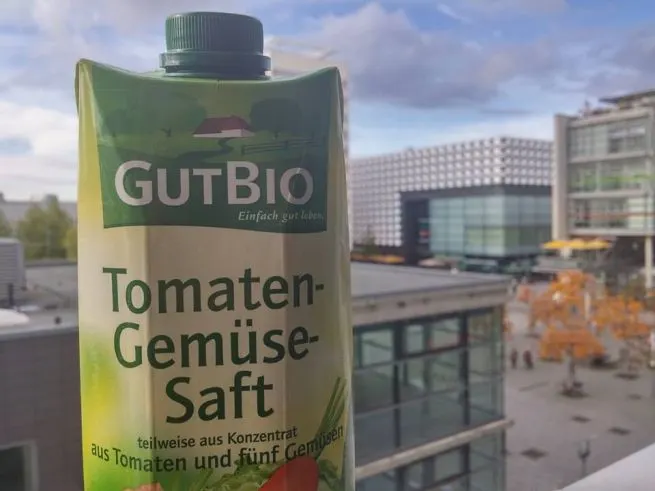 GUTBIO
Einfach gut leben.
Tomaten-
Gemüse-
Saft
teilweise aus Konzentrat
aus Tomaten und fünf Gemüsen